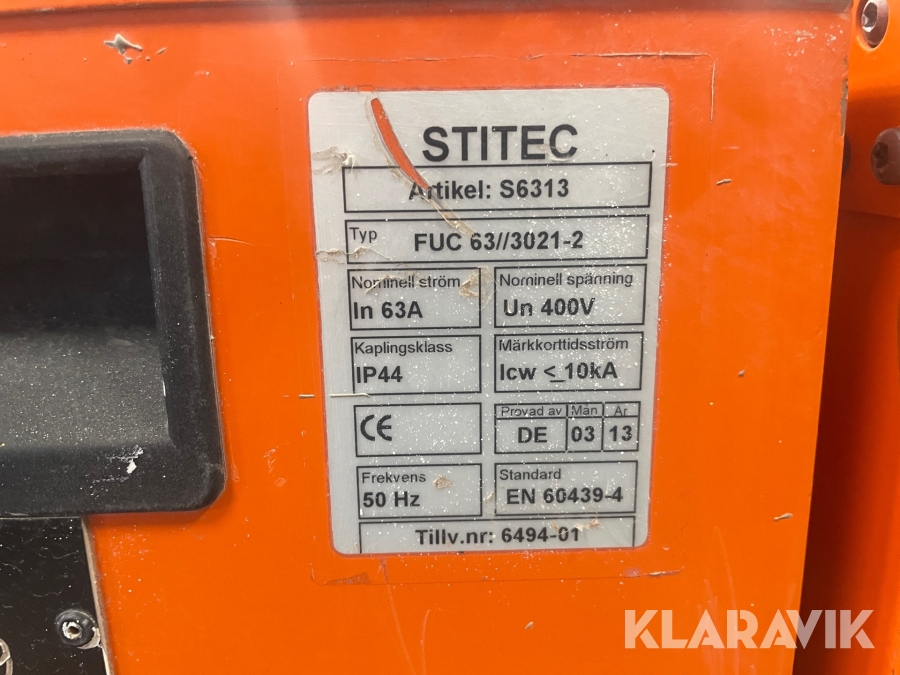 STITEC
Artikel: S6313
Typ FUC 63//3021-2
Nominell ström
In 63A
Nominell spänning
Un 400V
Kaplingsklass
IP44
Märkkorttidsström
Icw <_10kA
CE
Provad av Mån År
DE 03 13
Frekvens
50 Hz
Standard
EN 60439-4
Tillv.nr: 6494-01
KLARAVIK